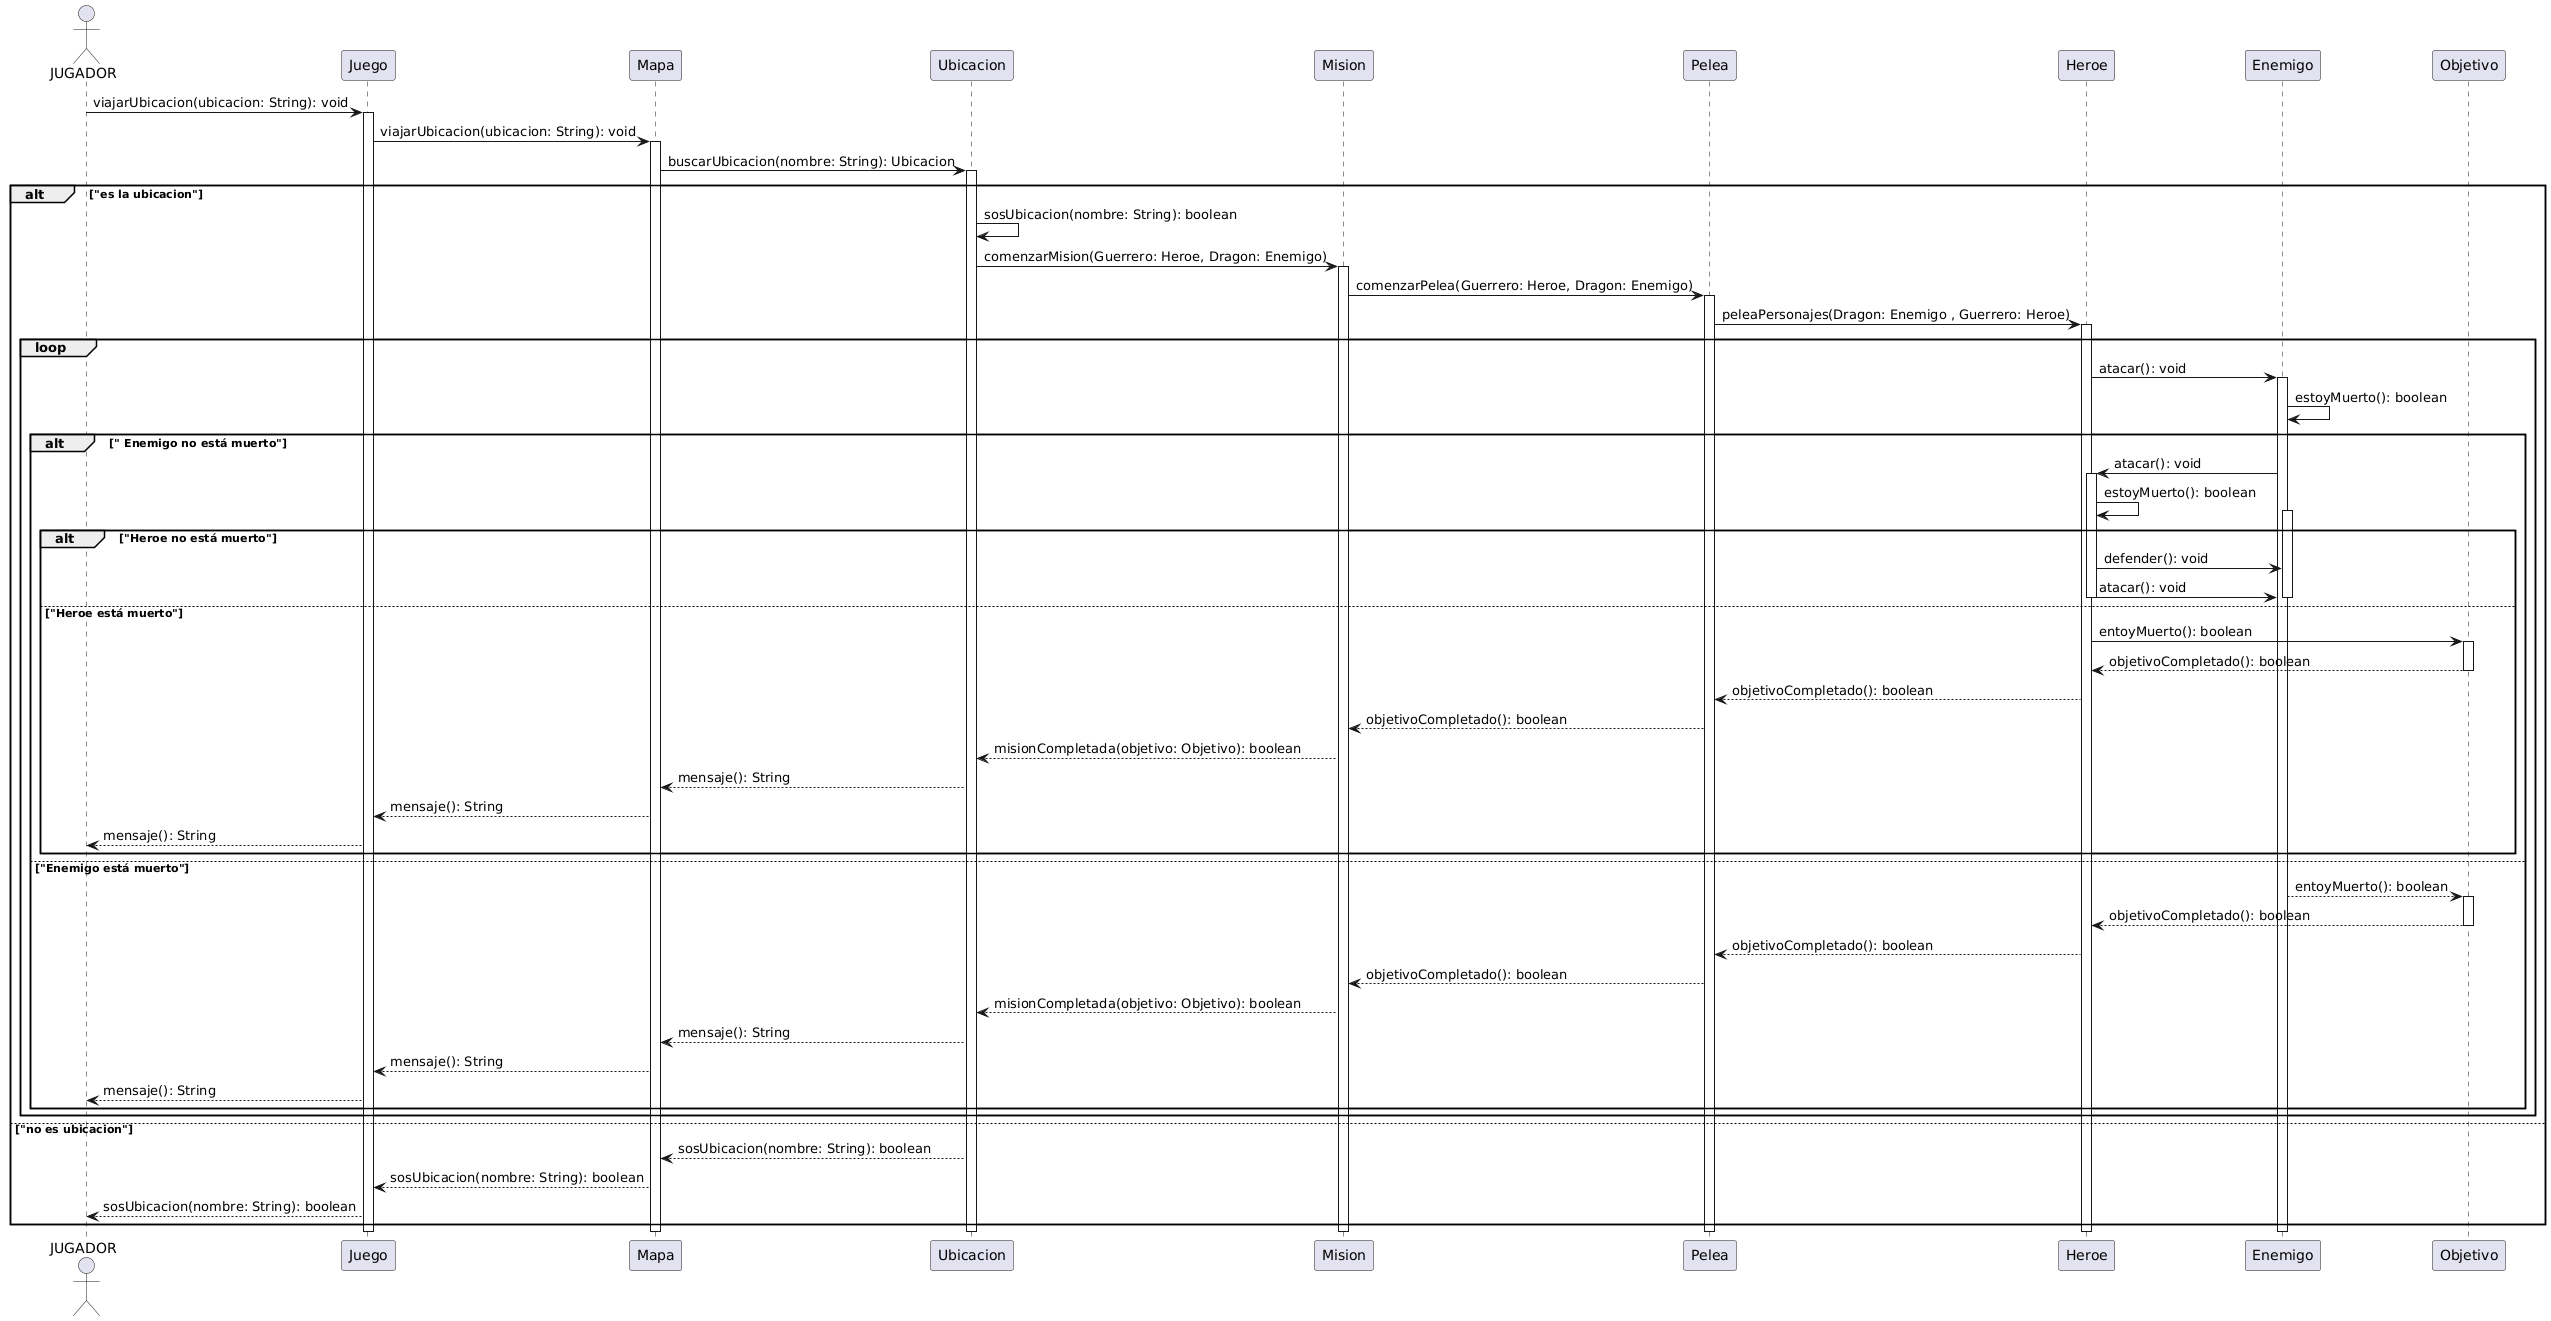 JUGADOR
Juego
Mapa
Ubicacion
Mision
Pelea
Heroe
Enemigo
Objetivo
viajarUbicacion(ubicacion: String): void
viajarUbicacion(ubicacion: String): void
buscarUbicacion(nombre: String): Ubicacion
alt
["es la ubicacion"]
sosUbicacion(nombre: String): boolean
comenzarMision(Guerrero: Heroe, Dragon: Enemigo)
comenzarPelea(Guerrero: Heroe, Dragon: Enemigo)
peleaPersonajes(Dragon: Enemigo , Guerrero: Heroe)
loop
atacar(): void
estoyMuerto(): boolean
alt
[" Enemigo no está muerto"]
atacar(): void
estoyMuerto(): boolean
alt
["Heroe no está muerto"]
defender(): void
atacar(): void
["Heroe está muerto"]
entoyMuerto(): boolean
objetivoCompletado(): boolean
objetivoCompletado(): boolean
objetivoCompletado(): boolean
misionCompletada(objetivo: Objetivo): boolean
mensaje(): String
mensaje(): String
mensaje(): String
["Enemigo está muerto"]
entoyMuerto(): boolean
objetivoCompletado(): boolean
objetivoCompletado(): boolean
objetivoCompletado(): boolean
misionCompletada(objetivo: Objetivo): boolean
mensaje(): String
mensaje(): String
mensaje(): String
["no es ubicacion"]
sosUbicacion(nombre: String): boolean
sosUbicacion(nombre: String): boolean
sosUbicacion(nombre: String): boolean
JUGADOR
Juego
Mapa
Ubicacion
Mision
Pelea
Heroe
Enemigo
Objetivo